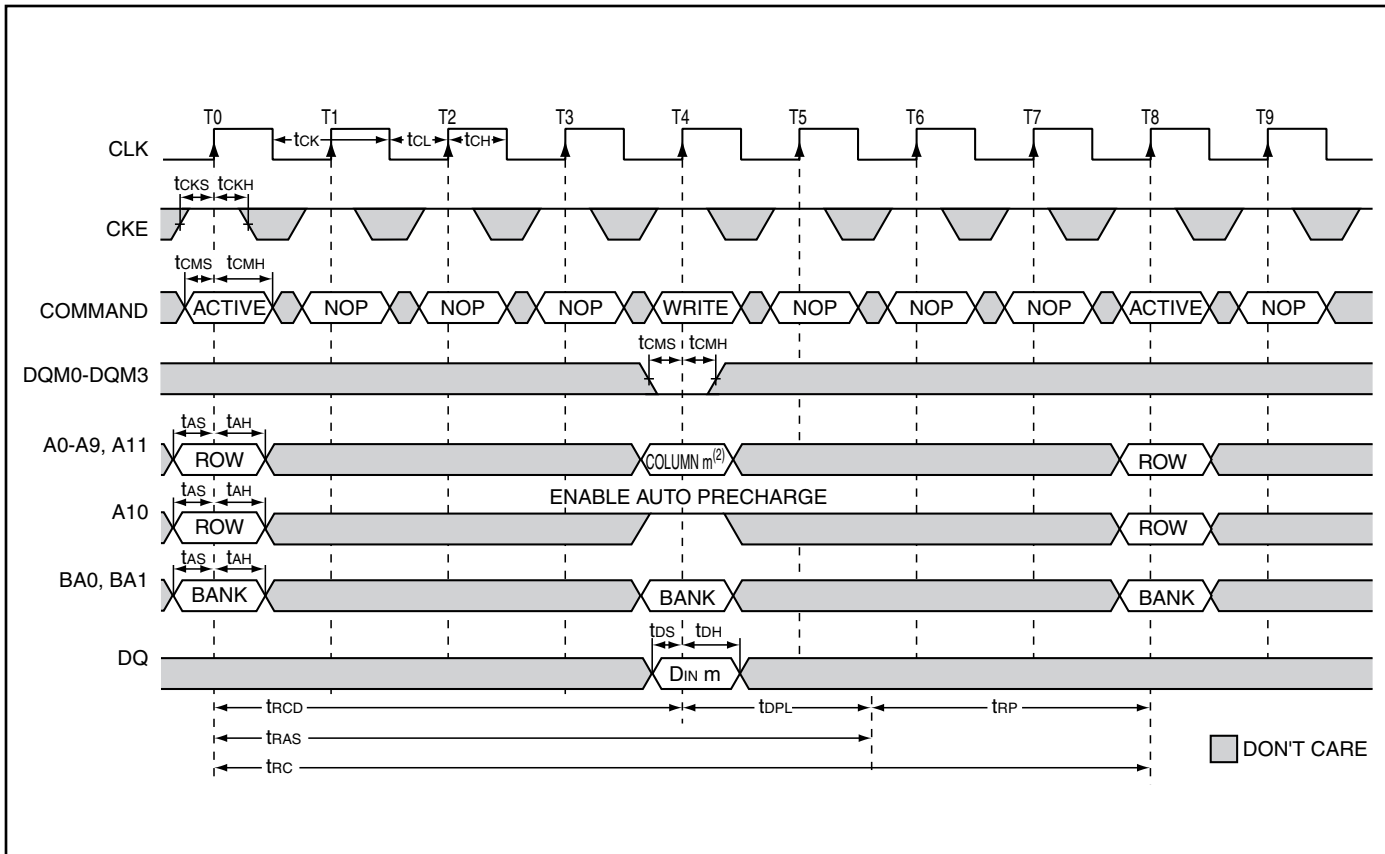 T0 T1 T2 T3 T4 T5 T6 T7 T8 T9
CLK tCK tCL tCH
tCKS tCKH
CKE
tCMS tCMH
COMMAND ACTIVE NOP NOP NOP WRITE NOP NOP NOP ACTIVE NOP
tCMS tCMH
DQM0-DQM3
tAS tAH
A0-A9, A11 ROW COLUMN m(2) ROW
tAS tAH ENABLE AUTO PRECHARGE
A10 ROW ROW
tAS tAH
BA0, BA1 BANK BANK BANK
tDS tDH
DQ DIN m
tRCD tDPL tRP
tRAS
tRC
DON'T CARE